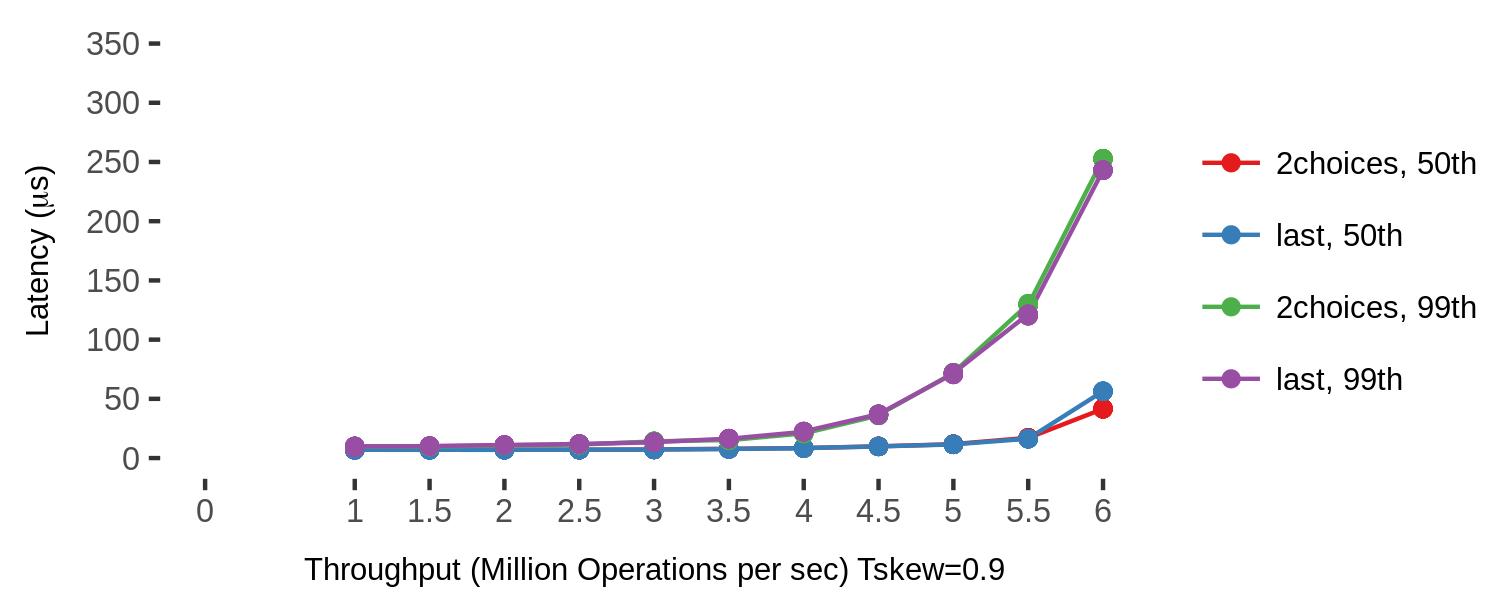 350
300
250
200
150
100
50
0
Latency (μs)
0 1 1.5 2 2.5 3 3.5 4 4.5 5 5.5 6
Throughput (Million Operations per sec) Tskew=0.9
2choices, 50th
last, 50th
2choices, 99th
last, 99th